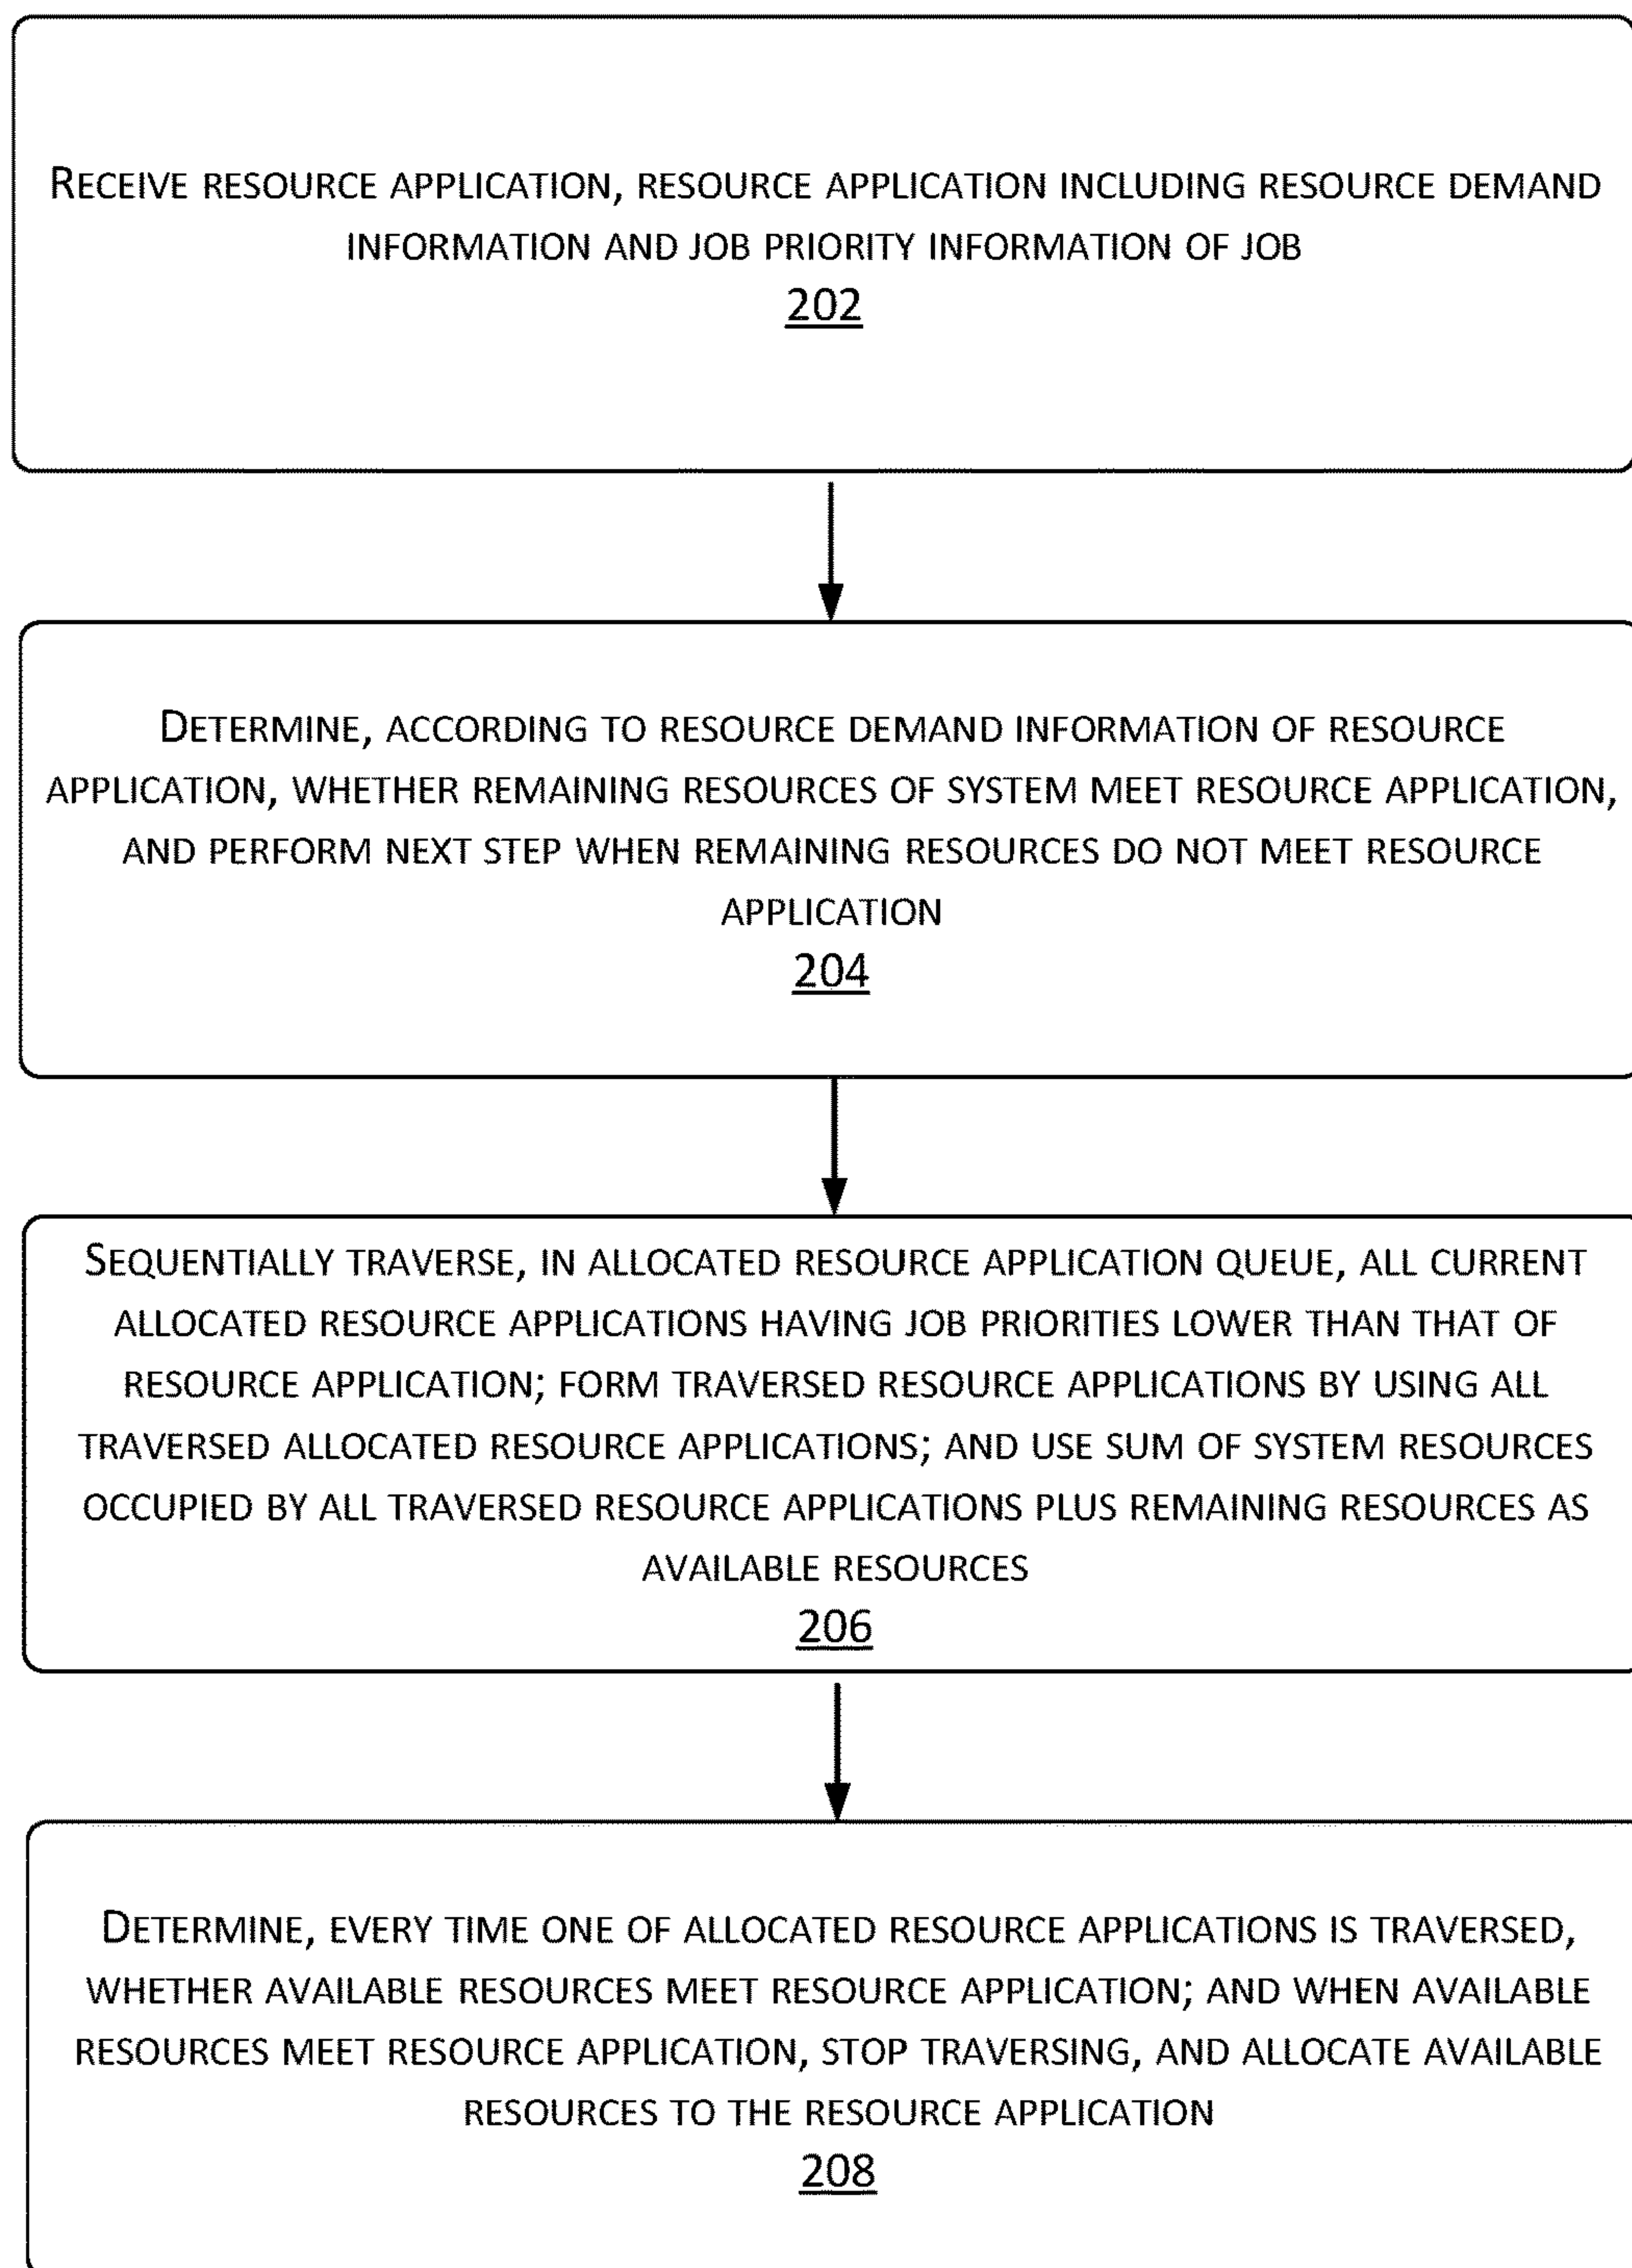 RECEIVE RESOURCE APPLICATION, RESOURCE APPLICATION INCLUDING RESOURCE DEMAND
INFORMATION AND JOB PRIORITY INFORMATION OF JOB
202
DETERMINE, ACCORDING TO RESOURCE DEMAND INFORMATION OF RESOURCE
APPLICATION, WHETHER REMAINING RESOURCES OF SYSTEM MEET RESOURCE APPLICATION,
AND PERFORM NEXT STEP WHEN REMAINING RESOURCES DO NOT MEET RESOURCE
APPLICATION
204
SEQUENTIALLY TRAVERSE, IN ALLOCATED RESOURCE APPLICATION QUEUE, ALL CURRENT
ALLOCATED RESOURCE APPLICATIONS HAVING JOB PRIORITIES LOWER THAN THAT OF
RESOURCE APPLICATION; FORM TRAVERSED RESOURCE APPLICATIONS BY USING ALL
TRAVERSED ALLOCATED RESOURCE APPLICATIONS; AND USE SUM OF SYSTEM RESOURCES
OCCUPIED BY ALL TRAVERSED RESOURCE APPLICATIONS PLUS REMAINING RESOURCES AS
AVAILABLE RESOURCES
206
DETERMINE, EVERY TIME ONE OF ALLOCATED RESOURCE APPLICATIONS IS TRAVERSED,
WHETHER AVAILABLE RESOURCES MEET RESOURCE APPLICATION; AND WHEN AVAILABLE
RESOURCES MEET RESOURCE APPLICATION, STOP TRAVERSING, AND ALLOCATE AVAILABLE
RESOURCES TO THE RESOURCE APPLICATION
208